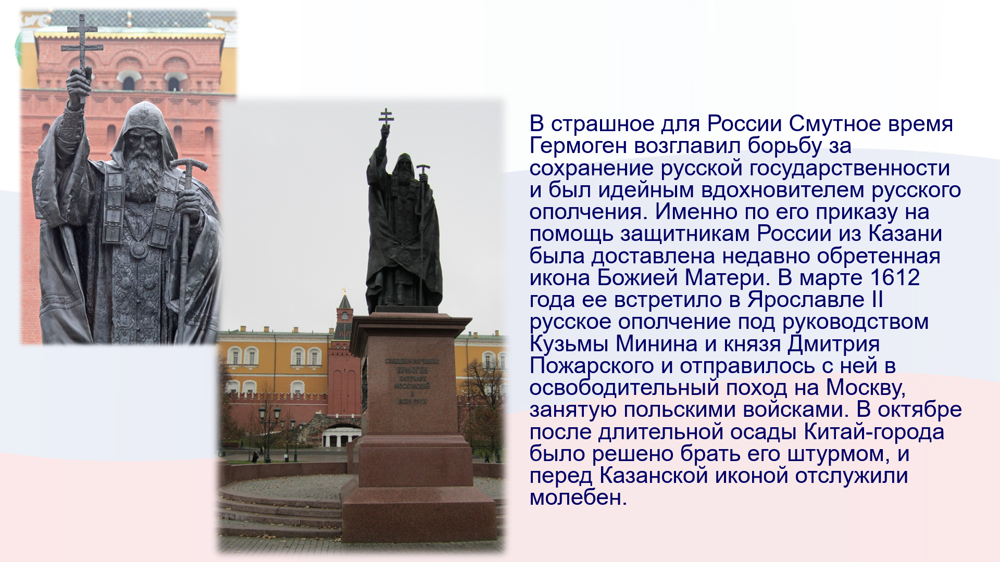 В страшное для России Смутное время
Гермоген возглавил борьбу за
сохранение русской государственности
и был идейным вдохновителем русского
ополчения. Именно по его приказу на
помощь защитникам России из Казани
была доставлена недавно обретенная
икона Божией Матери. В марте 1612
года ее встретило в Ярославле II
русское ополчение под руководством
Кузьмы Минина и князя Дмитрия
Пожарского и отправилось с ней в
освободительный поход на Москву,
занятую польскими войсками. В октябре
после длительной осады Китай-города
было решено брать его штурмом, и
перед Казанской иконой отслужили
молебен.
СВЯЩЕННОМУЧЕНИК
ЕРМОГЕН
ПАТРИАРХ
МОСКОВСКИЙ
И
ВСЕЯ РУСИ